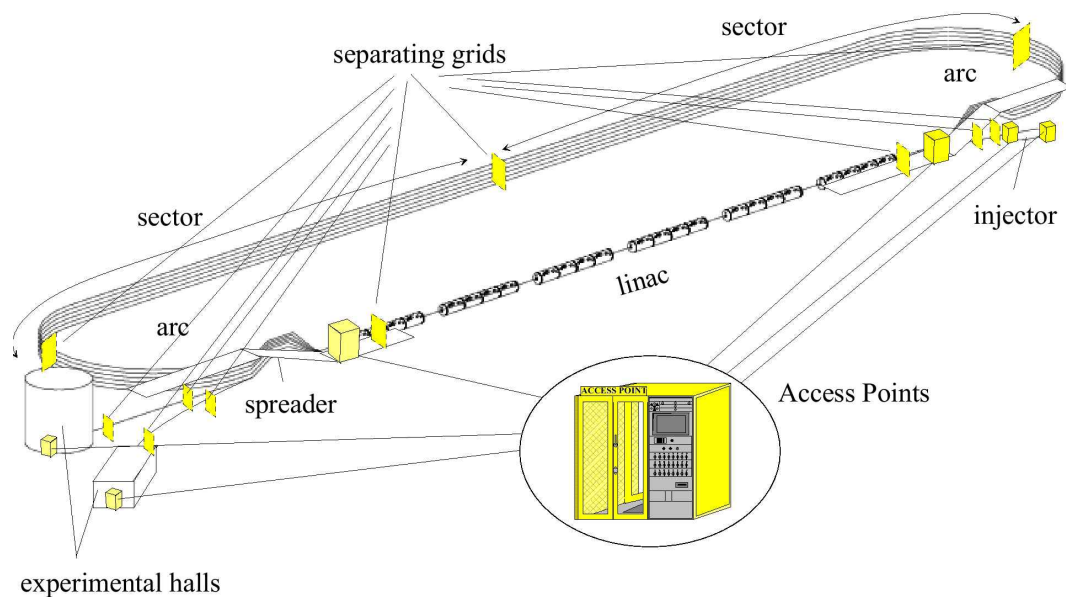 sector
separating grids
arc
sector
injector
linac
arc
spreader
Access Points
ACCESS POINT
experimental halls